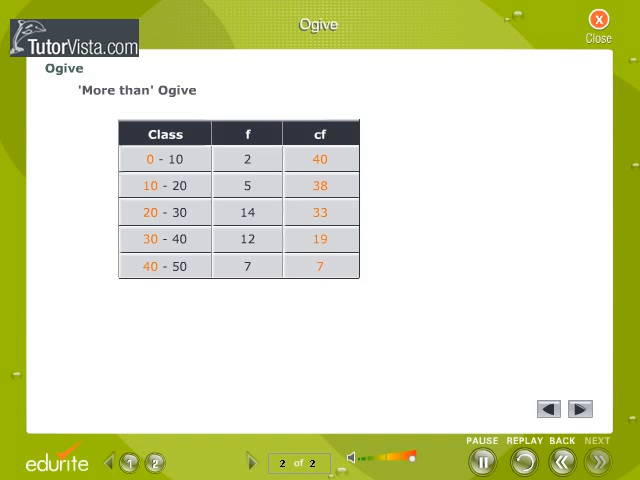 Ogive
X
Close
TutorVista.com
Ogive
'More than' Ogive
Class f cf
0 - 10 2 40
10 - 20 5 38
20 - 30 14 33
30 - 40 12 19
40 - 50 7 7
PAUSE REPLAY BACK NEXT
edurite 1 2 2 of 2